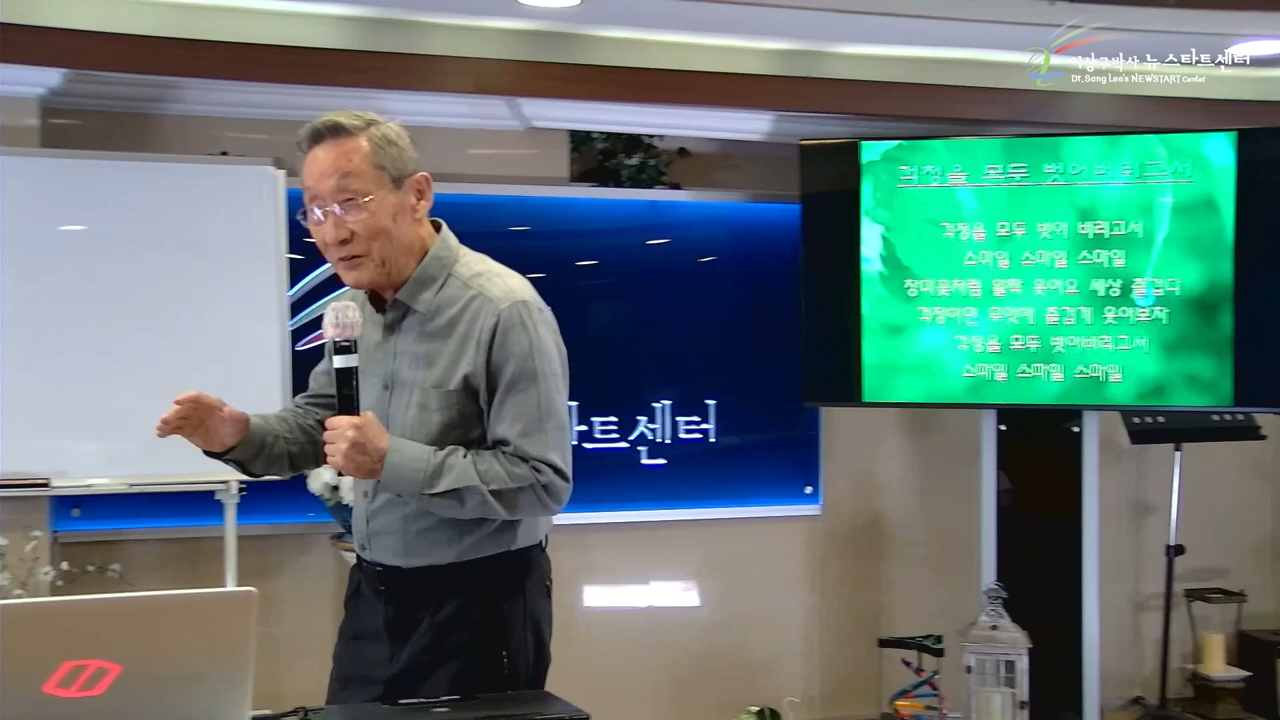 이상구박사 뉴스타트센터
Dr. Sang Lee's NEWSTART Center
걱정을 모두 벗어버리고서
걱정을 모두 벗어 버리고서
스마일 스마일 스마일
장미꽃처럼 활짝 웃어요 세상 즐겁다
걱정하면 무엇해 즐겁게 웃어보자
걱정을 모두 벗어버리고서
스마일 스마일 스마일
타트센터